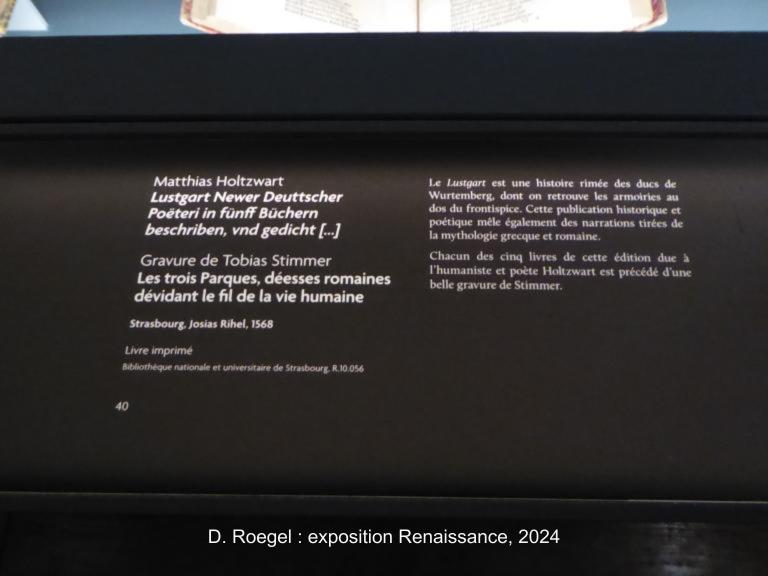 Matthias Holtzwart
Lustgart Newer Deuttscher
Poëteri in fünff Büchern
beschriben, vnd gedicht [...]
Gravure de Tobias Stimmer
Les trois Parques, déesses romaines
dévidant le fil de la vie humaine
Strasbourg, Josias Rihel, 1568
Livre imprimé
Bibliothèque nationale et universitaire de Strasbourg, R.10.056
40
Le Lustgart est une histoire rimée des ducs de
Wurtemberg, dont on retrouve les armoiries au
dos du frontispice. Cette publication historique et
poétique mêle également des narrations tirées de
la mythologie grecque et romaine.
Chacun des cinq livres de cette édition due à
l'humaniste et poète Holtzwart est précédé d'une
belle gravure de Stimmer.
D. Roegel : exposition Renaissance, 2024